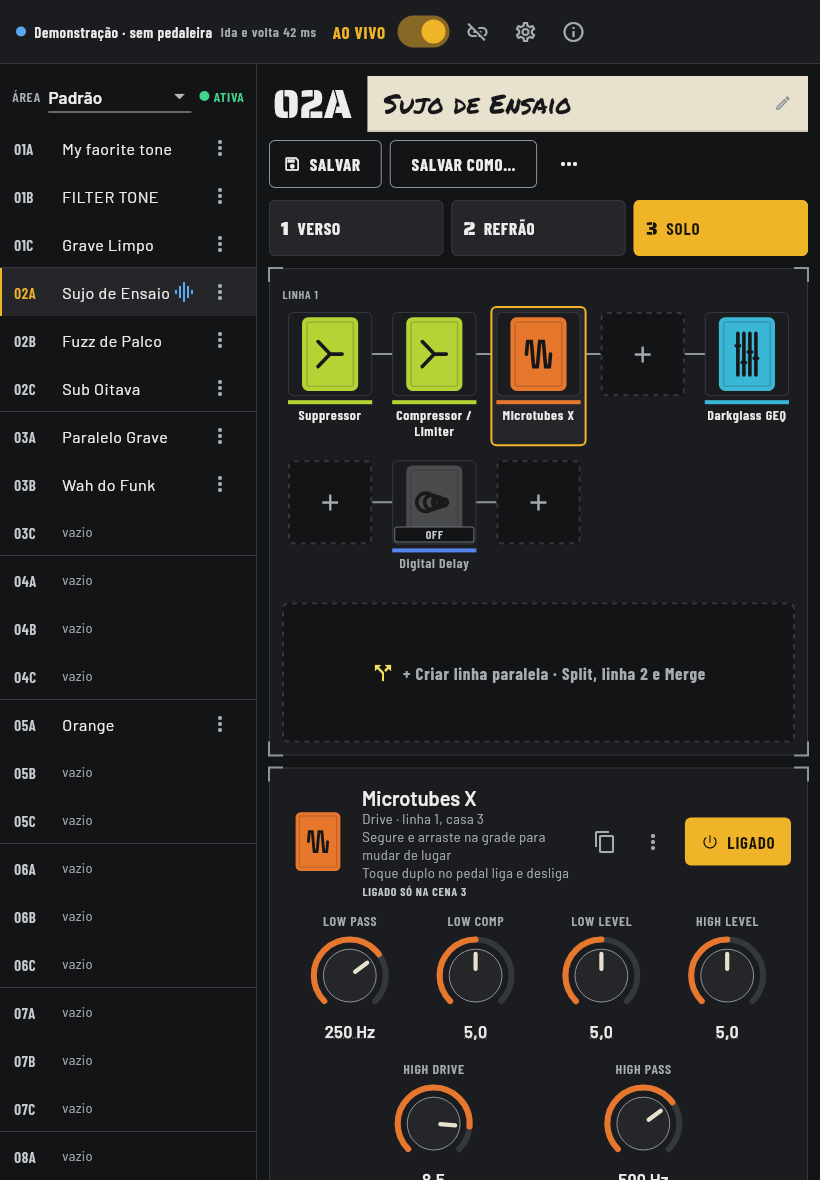 Demonstração · sem pedaleira Ida e volta 42 ms AO VIVO
ÁREA Padrão ATIVA
01A My faorite tone
01B FILTER TONE
01C Grave Limpo
02A Sujo de Ensaio
02B Fuzz de Palco
02C Sub Oitava
03A Paralelo Grave
03B Wah do Funk
03C vazio
04A vazio
04B vazio
04C vazio
05A Orange
05B vazio
05C vazio
06A vazio
06B vazio
06C vazio
07A vazio
07B vazio
07C vazio
08A vazio
02A Sujo de Ensaio
SALVAR SALVAR COMO...
1 VERSO 2 REFRÃO 3 SOLO
LINHA 1
Suppressor
Compressor /
Limiter
Microtubes X
Darkglass GEQ
OFF
Digital Delay
+ Criar linha paralela · Split, linha 2 e Merge
Microtubes X
Drive · linha 1, casa 3
Segure e arraste na grade para
mudar de lugar
Toque duplo no pedal liga e desliga
LIGADO SÓ NA CENA 3
LIGADO
LOW PASS LOW COMP LOW LEVEL HIGH LEVEL
250 Hz 5,0 5,0 5,0
HIGH DRIVE HIGH PASS
8,5 500 Hz